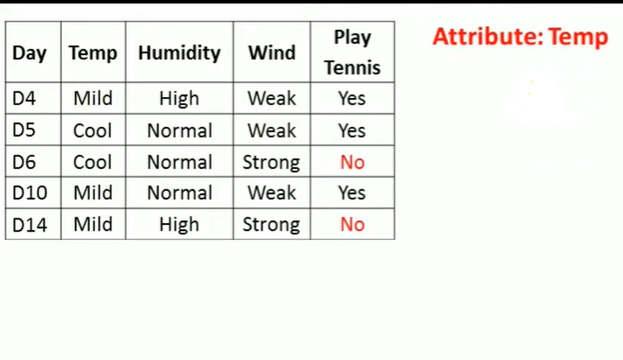 Attribute: Temp
Day Temp Humidity Wind Play Tennis
D4 Mild High Weak Yes
D5 Cool Normal Weak Yes
D6 Cool Normal Strong No
D10 Mild Normal Weak Yes
D14 Mild High Strong No